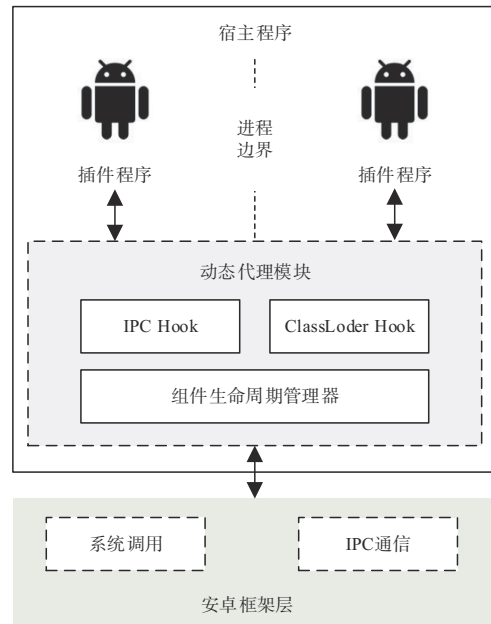 宿主程序
进程
边界
插件程序
插件程序
动态代理模块
IPC Hook
ClassLoder Hook
组件生命周期管理器
系统调用
IPC通信
安卓框架层